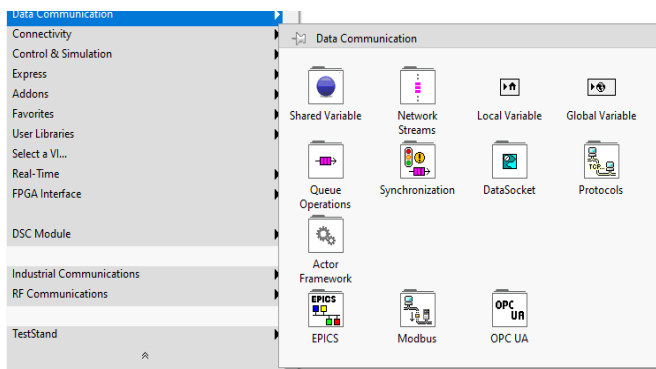 Data Communication
Connectivity
Control & Simulation
Express
Addons
Favorites
User Libraries
Select a VI...
Real-Time
FPGA Interface
DSC Module
Industrial Communications
RF Communications
TestStand
Data Communication
Shared Variable
Network
Streams
Local Variable
Global Variable
Queue
Operations
Synchronization
DataSocket
TCP
Protocols
Actor
Framework
EPICS
EPICS
Modbus
OPC
UA
OPC UA